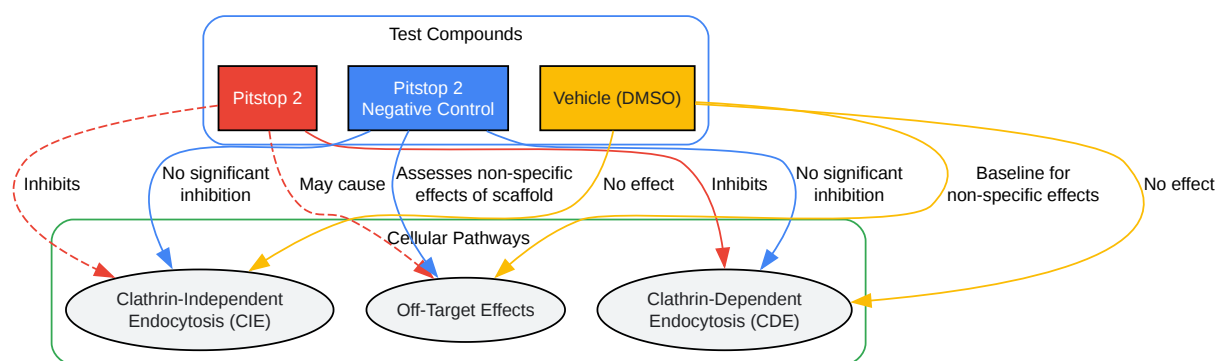 Test Compounds
Pitstop 2
Pitstop 2
Negative Control
Vehicle (DMSO)
Inhibits
No significant
inhibition
May cause
Assesses non-specific
effects of scaffold
No effect
Inhibits
No significant
inhibition
Baseline for
non-specific effects
No effect
Cellular Pathways
Clathrin-Independent
Endocytosis (CIE)
Off-Target Effects
Clathrin-Dependent
Endocytosis (CDE)